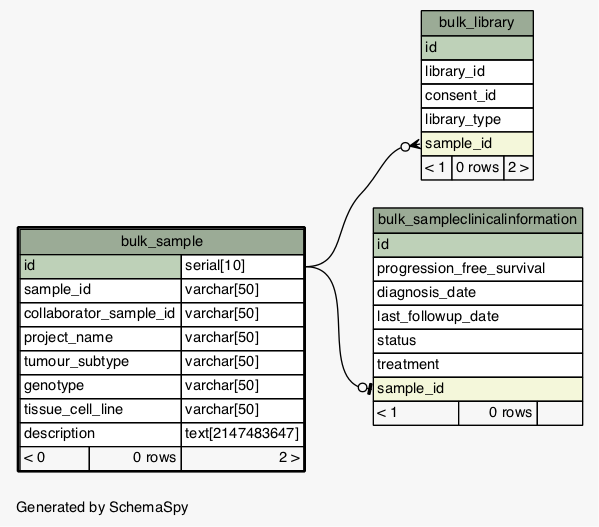 bulk_library
id
library_id
consent_id
library_type
sample_id
< 1 0 rows 2 >
bulk_sampleclinicalinformation
id
progression_free_survival
diagnosis_date
last_followup_date
status
treatment
sample_id
< 1 0 rows
bulk_sample
id serial[10]
sample_id varchar[50]
collaborator_sample_id varchar[50]
project_name varchar[50]
tumour_subtype varchar[50]
genotype varchar[50]
tissue_cell_line varchar[50]
description text[2147483647]
< 0 0 rows 2 >
Generated by SchemaSpy